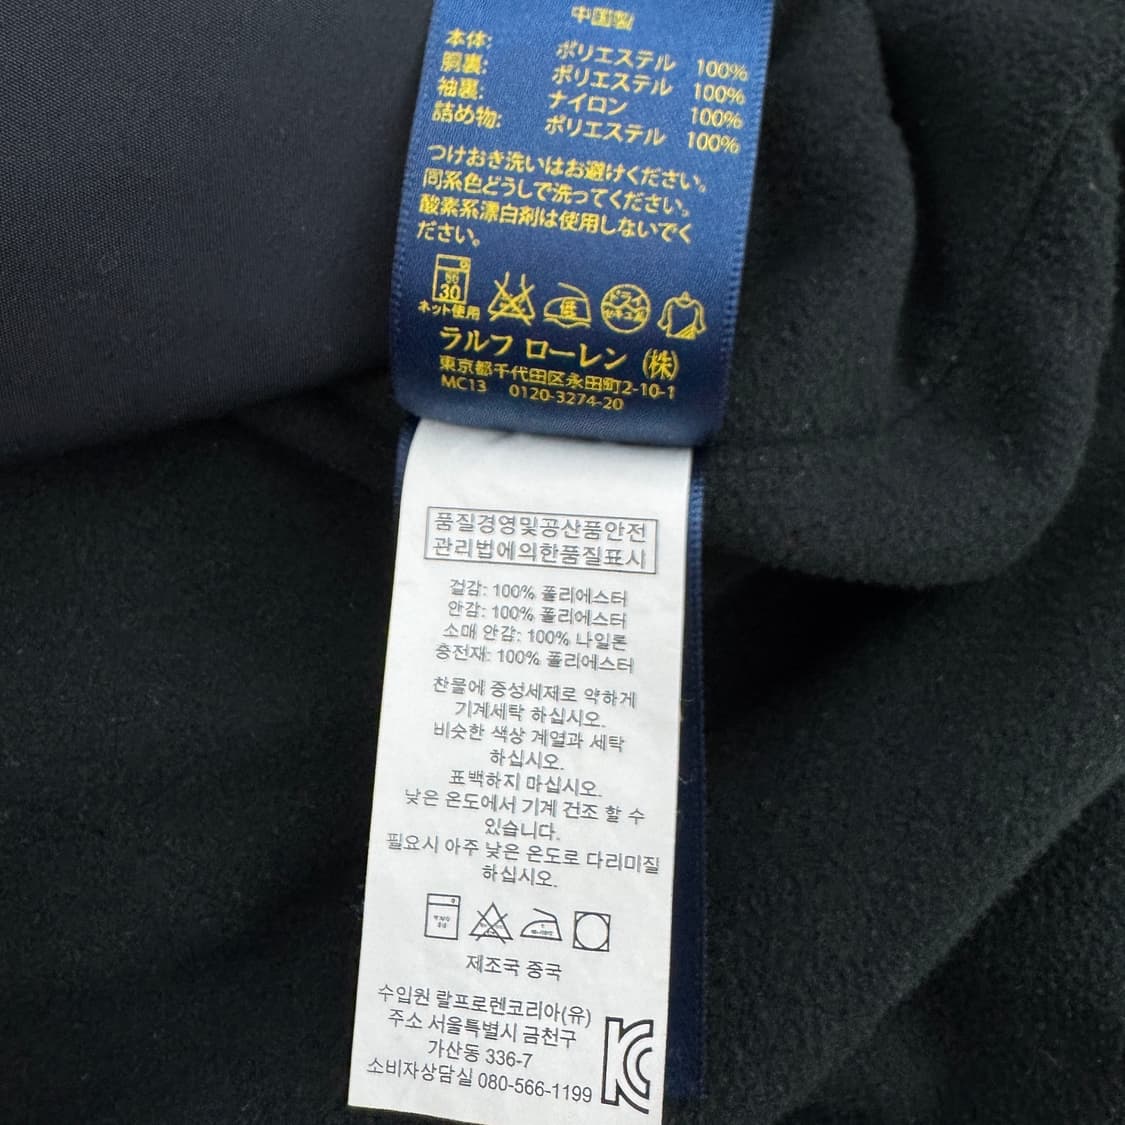 中国製
本体: ポリエステル 100%
胴裏: ポリエステル 100%
袖裏: ナイロン 100%
詰め物: ポリエステル 100%
つけおき洗いはお避けください。
同系色どうしで洗ってください。
酸素系漂白剤は使用しないでく
ださい。
30
低
ドライ
ネット使用
ラルフ ローレン (株)
東京都千代田区永田町2-10-1
MC13 0120-3274-20
품질경영및공산품안전
관리법에의한품질표시
겉감: 100% 폴리에스터
안감: 100% 폴리에스터
소매 안감: 100% 나일론
충전재: 100% 폴리에스터
찬물에 중성세제로 약하게
기계세탁 하십시오.
비슷한 색상 계열과 세탁
하십시오.
표백하지 마십시오.
낮은 온도에서 기계 건조 할 수
있습니다.
필요시 아주 낮은 온도로 다리미질
하십시오.
제조국 중국
수입원 랄프로렌코리아(유)
주소 서울특별시 금천구
가산동 336-7
소비자상담실 080-566-1199